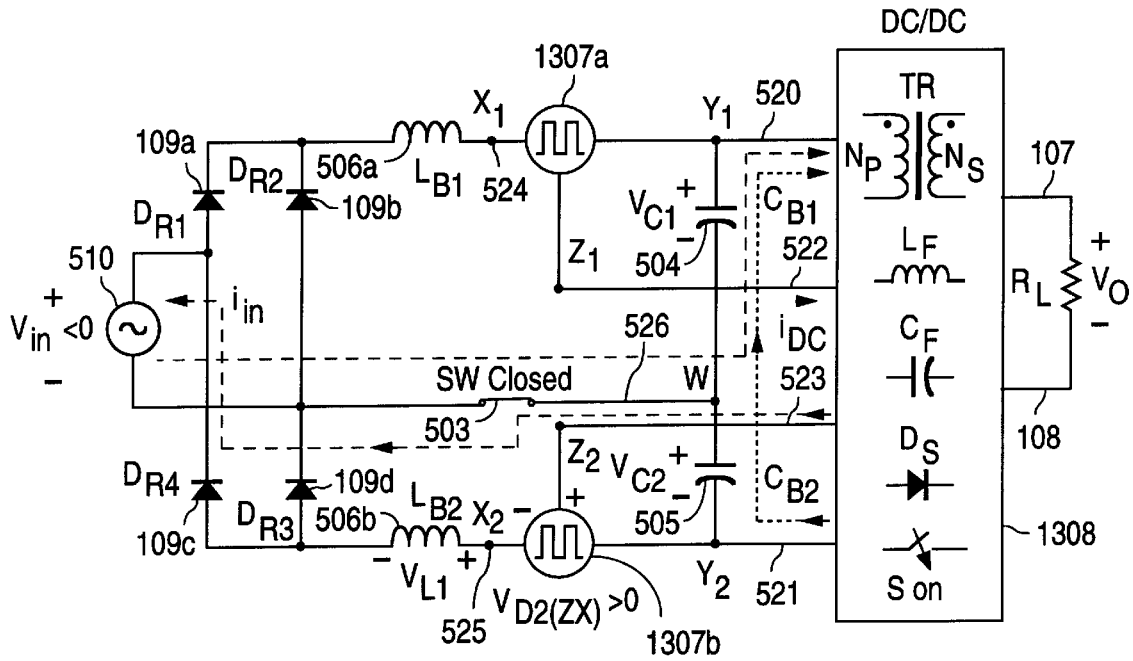 DC/DC
1307a
X1
Y1
520
TR
109a
DR2
506a
LB1
524
NP
NS
107
109b
DR1
VC1
+
CB1
-
510
Z1
504
522
LF
+
RL
VO
-
+
iin
Vin <0
iDC
526
CF
-
SW Closed
W
523
503
108
Z2
VC2
+
DS
DR4
109d
LB2
CB2
-
+
506b
X2
-
505
DR3
109c
1308
-
+
VL1
Y2
521
S on
VD2(ZX) >0
525
1307b